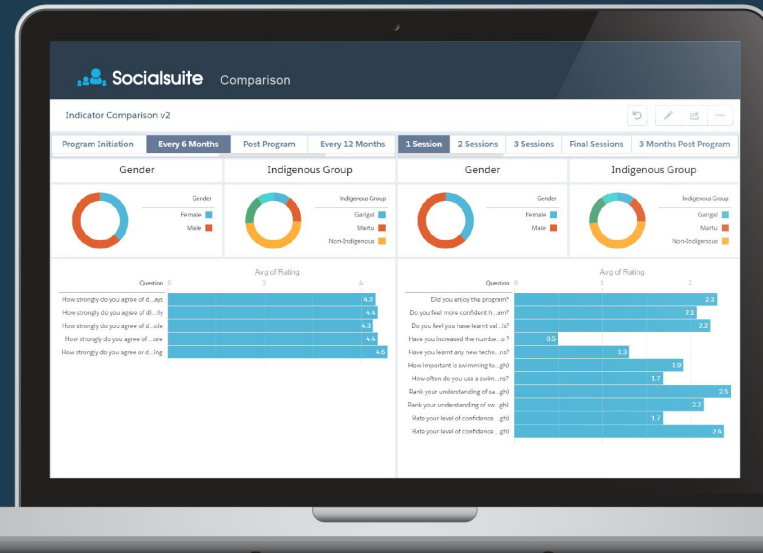 Socialsuite Comparison
Indicator Comparison v2
Program Initiation Every 6 Months Post Program Every 12 Months
Gender Indigenous Group
Gender
Female
Male
Indigenous Group
Garigal
Martu
Non-Indigenous
Avg of Rating
Question 0 2 4
How strongly do you agree of d...ays 4.3
How strongly do you agree of di...ity 4.4
How strongly do you agree of d...ole 4.3
How strongly do you agree of ...ore 4.4
How strongly do you agree or d...ing 4.6
1 Session 2 Sessions 3 Sessions Final Sessions 3 Months Post Program
Gender Indigenous Group
Gender
Female
Male
Indigenous Group
Garigal
Martu
Non-Indigenous
Avg of Rating
Question 0 1 2
Did you enjoy the program? 2.3
Do you feel more confident h...am? 2.1
Do you feel you have learnt val...ls? 2.2
Have you increased the numbe...o ? 0.5
Have you learnt any new techn...ns? 1.3
How important is swimming to...gh) 1.9
How often do you use a swim...ns? 1.7
Rank your understanding of sa...gh) 2.5
Rank your understanding of sw...gh) 2.2
Rate your level of confidence ...gh) 1.7
Rate your level of confidence ...gh) 2.4